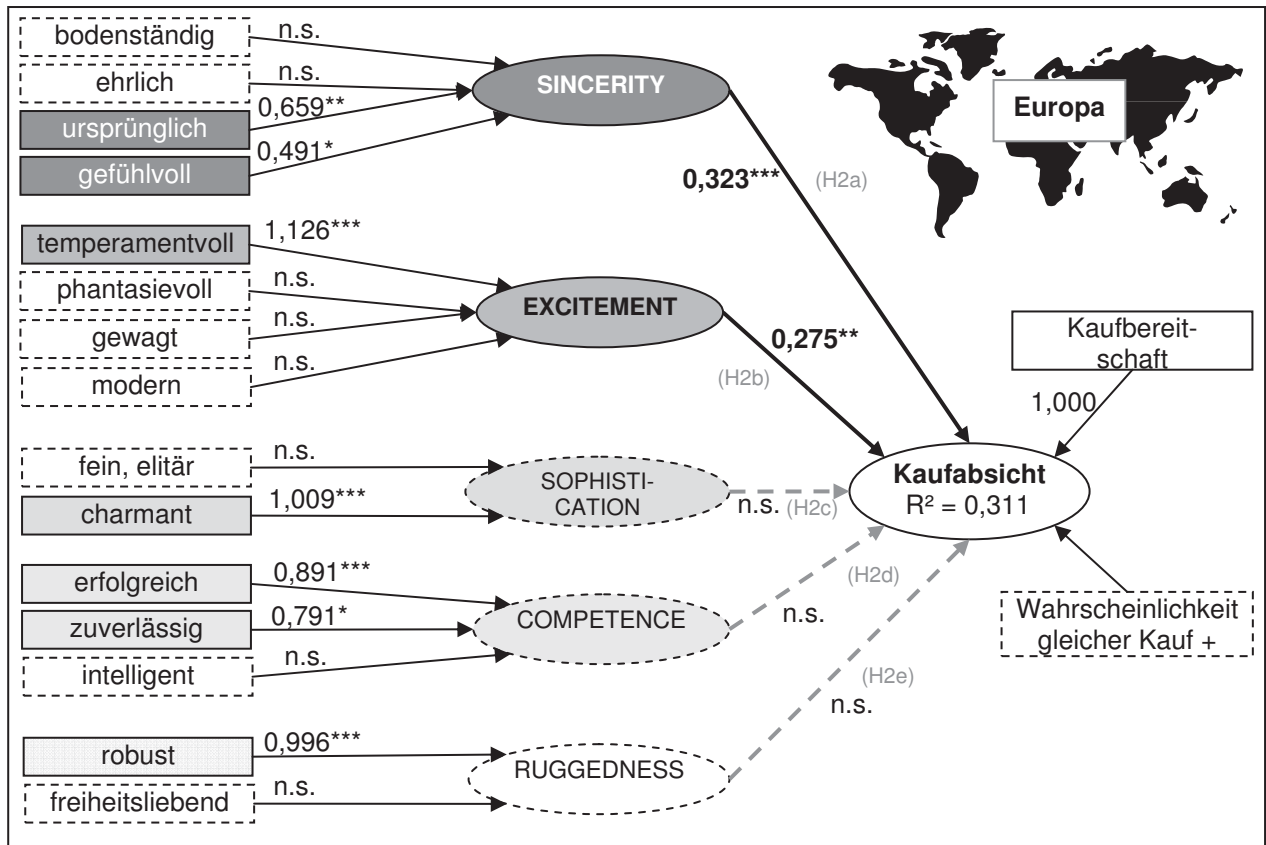 bodenständig
n.s.
ehrlich
n.s.
ursprünglich
0,659**
gefühlvoll
0,491*
SINCERITY
0,323***
(H2a)
Europa
temperamentvoll
1,126***
phantasievoll
n.s.
gewagt
n.s.
modern
n.s.
EXCITEMENT
0,275**
(H2b)
Kaufbereit-
schaft
1,000
fein, elitär
n.s.
charmant
1,009***
SOPHISTI-
CATION
n.s. (H2c)
Kaufabsicht
R² = 0,311
erfolgreich
0,891***
zuverlässig
0,791*
intelligent
n.s.
COMPETENCE
(H2d)
n.s.
Wahrscheinlichkeit
gleicher Kauf +
robust
0,996***
freiheitsliebend
n.s.
RUGGEDNESS
(H2e)
n.s.